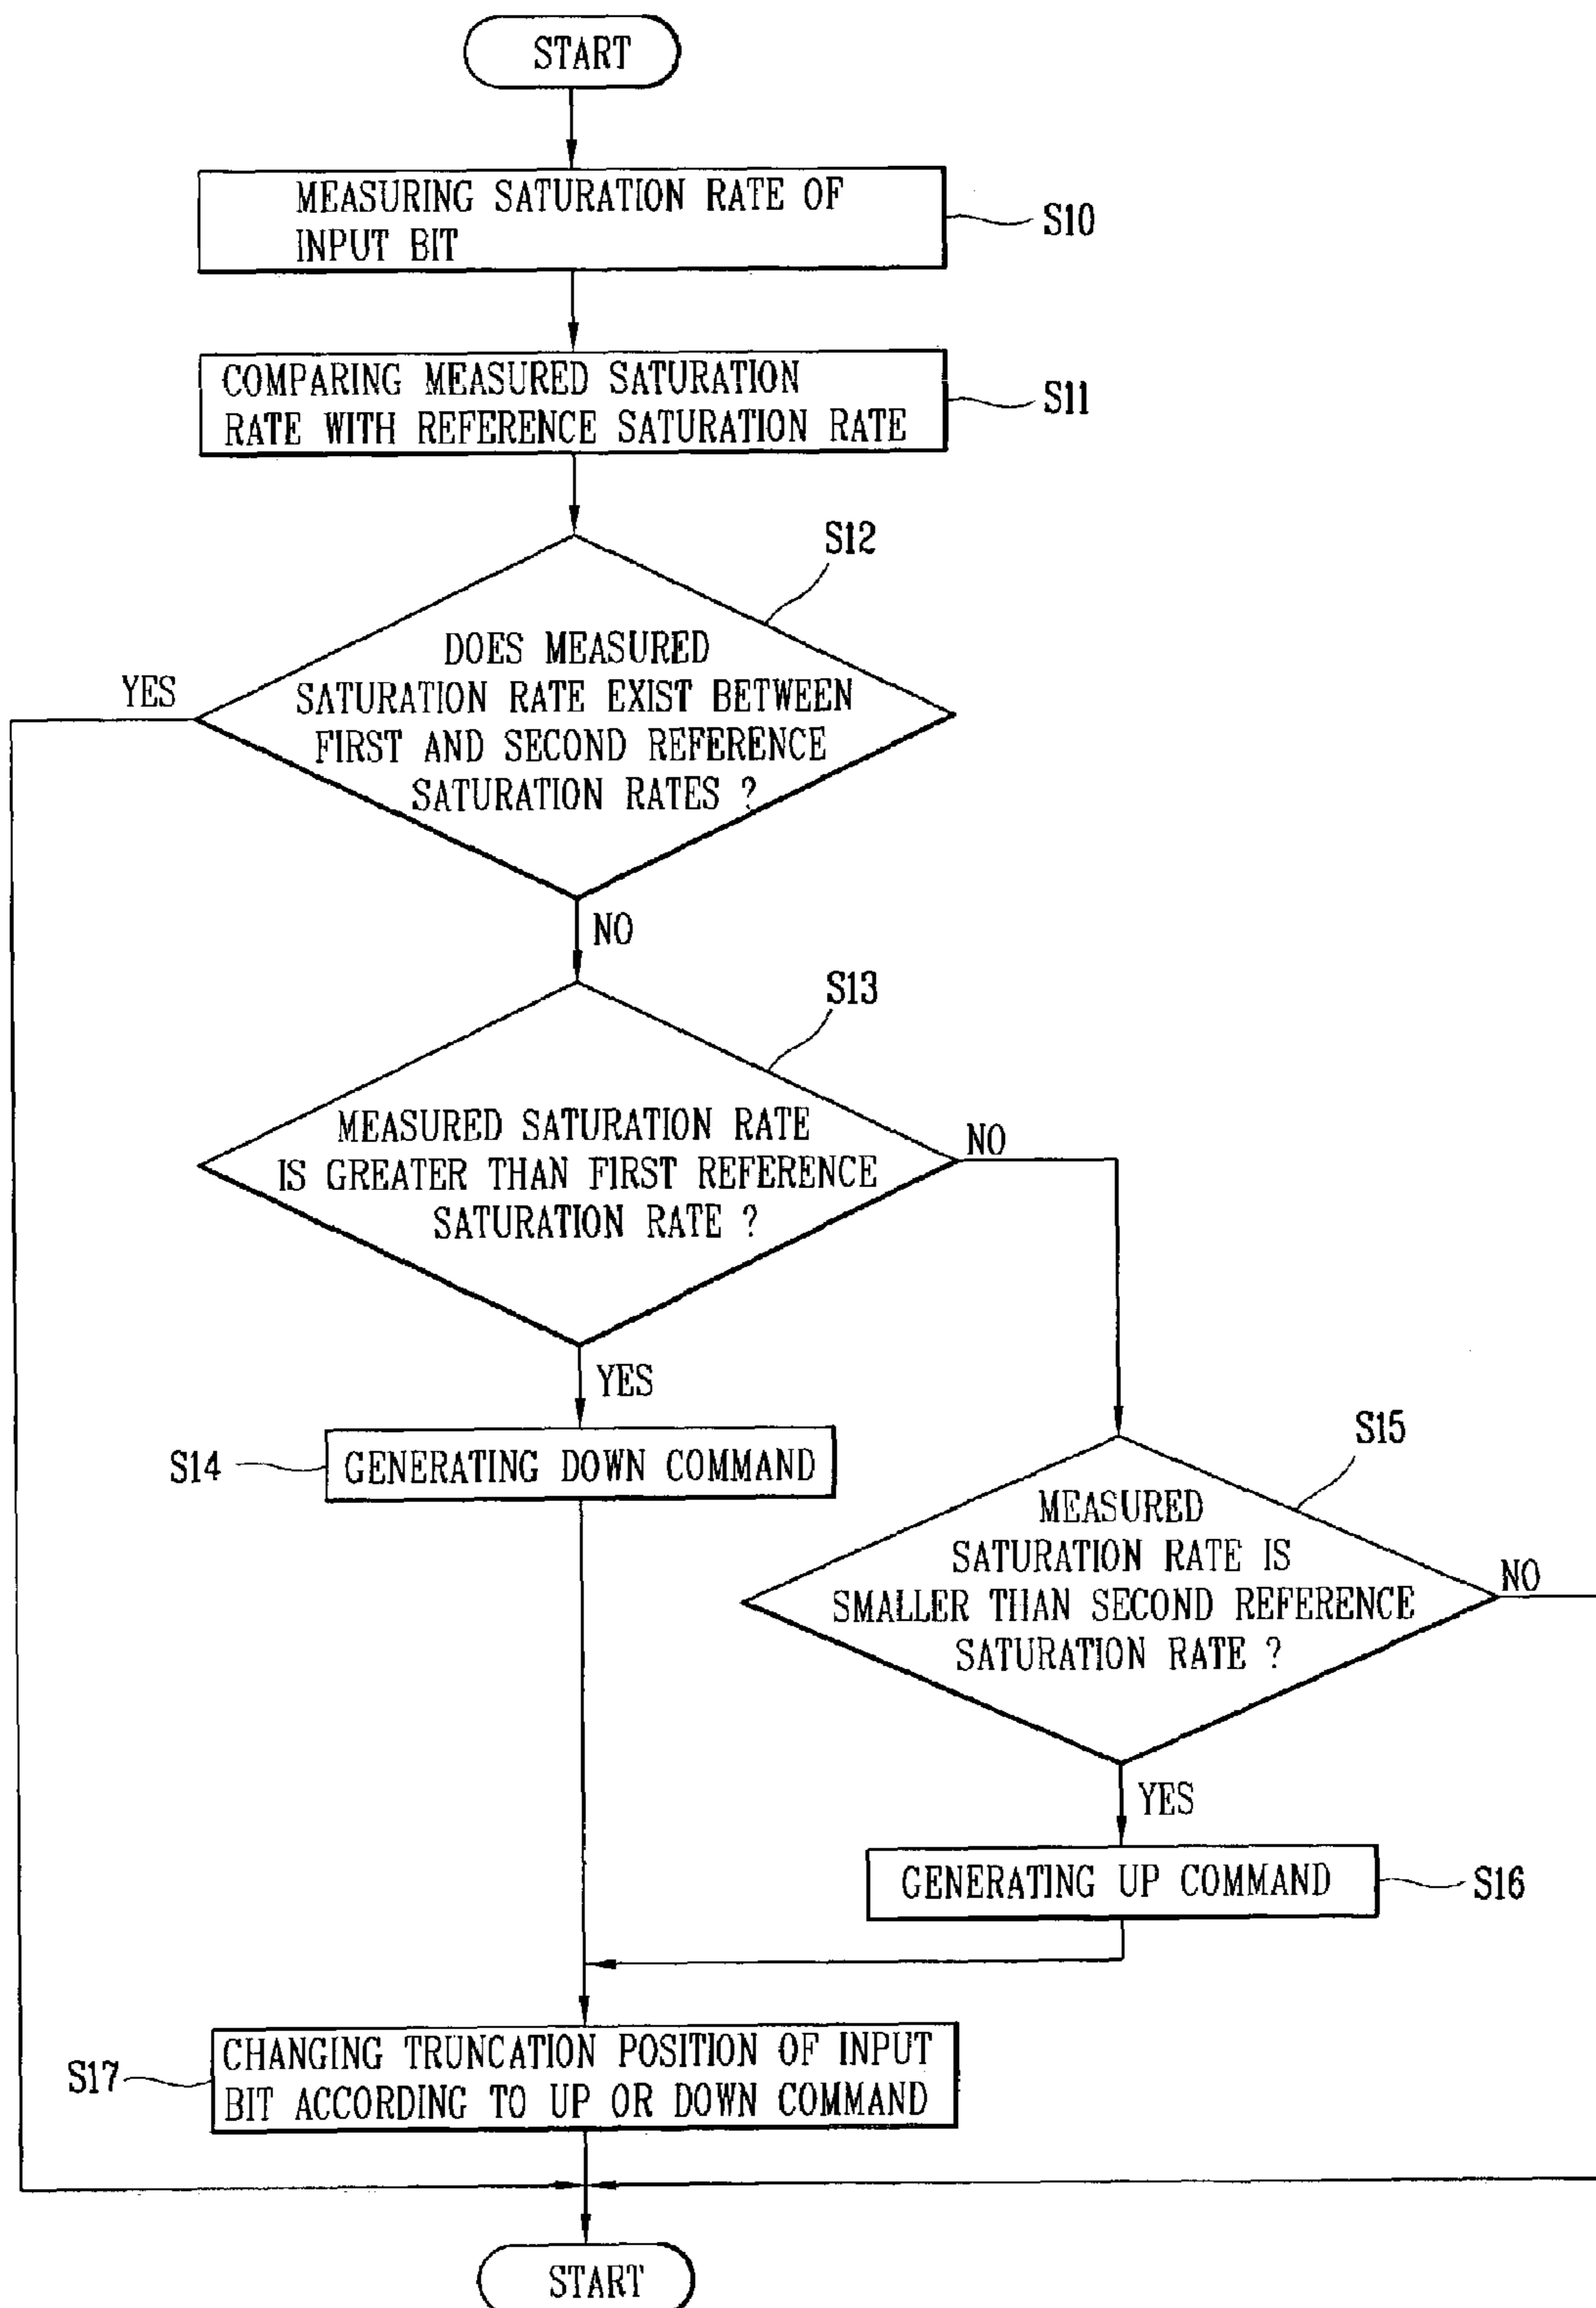 START
MEASURING SATURATION RATE OF
INPUT BIT
S10
COMPARING MEASURED SATURATION
RATE WITH REFERENCE SATURATION RATE
S11
S12
DOES MEASURED
SATURATION RATE EXIST BETWEEN
FIRST AND SECOND REFERENCE
SATURATION RATES ?
YES
NO
S13
MEASURED SATURATION RATE
IS GREATER THAN FIRST REFERENCE
SATURATION RATE ?
NO
YES
S14
GENERATING DOWN COMMAND
S15
MEASURED
SATURATION RATE IS
SMALLER THAN SECOND REFERENCE
SATURATION RATE ?
NO
YES
GENERATING UP COMMAND
S16
S17
CHANGING TRUNCATION POSITION OF INPUT
BIT ACCORDING TO UP OR DOWN COMMAND
START